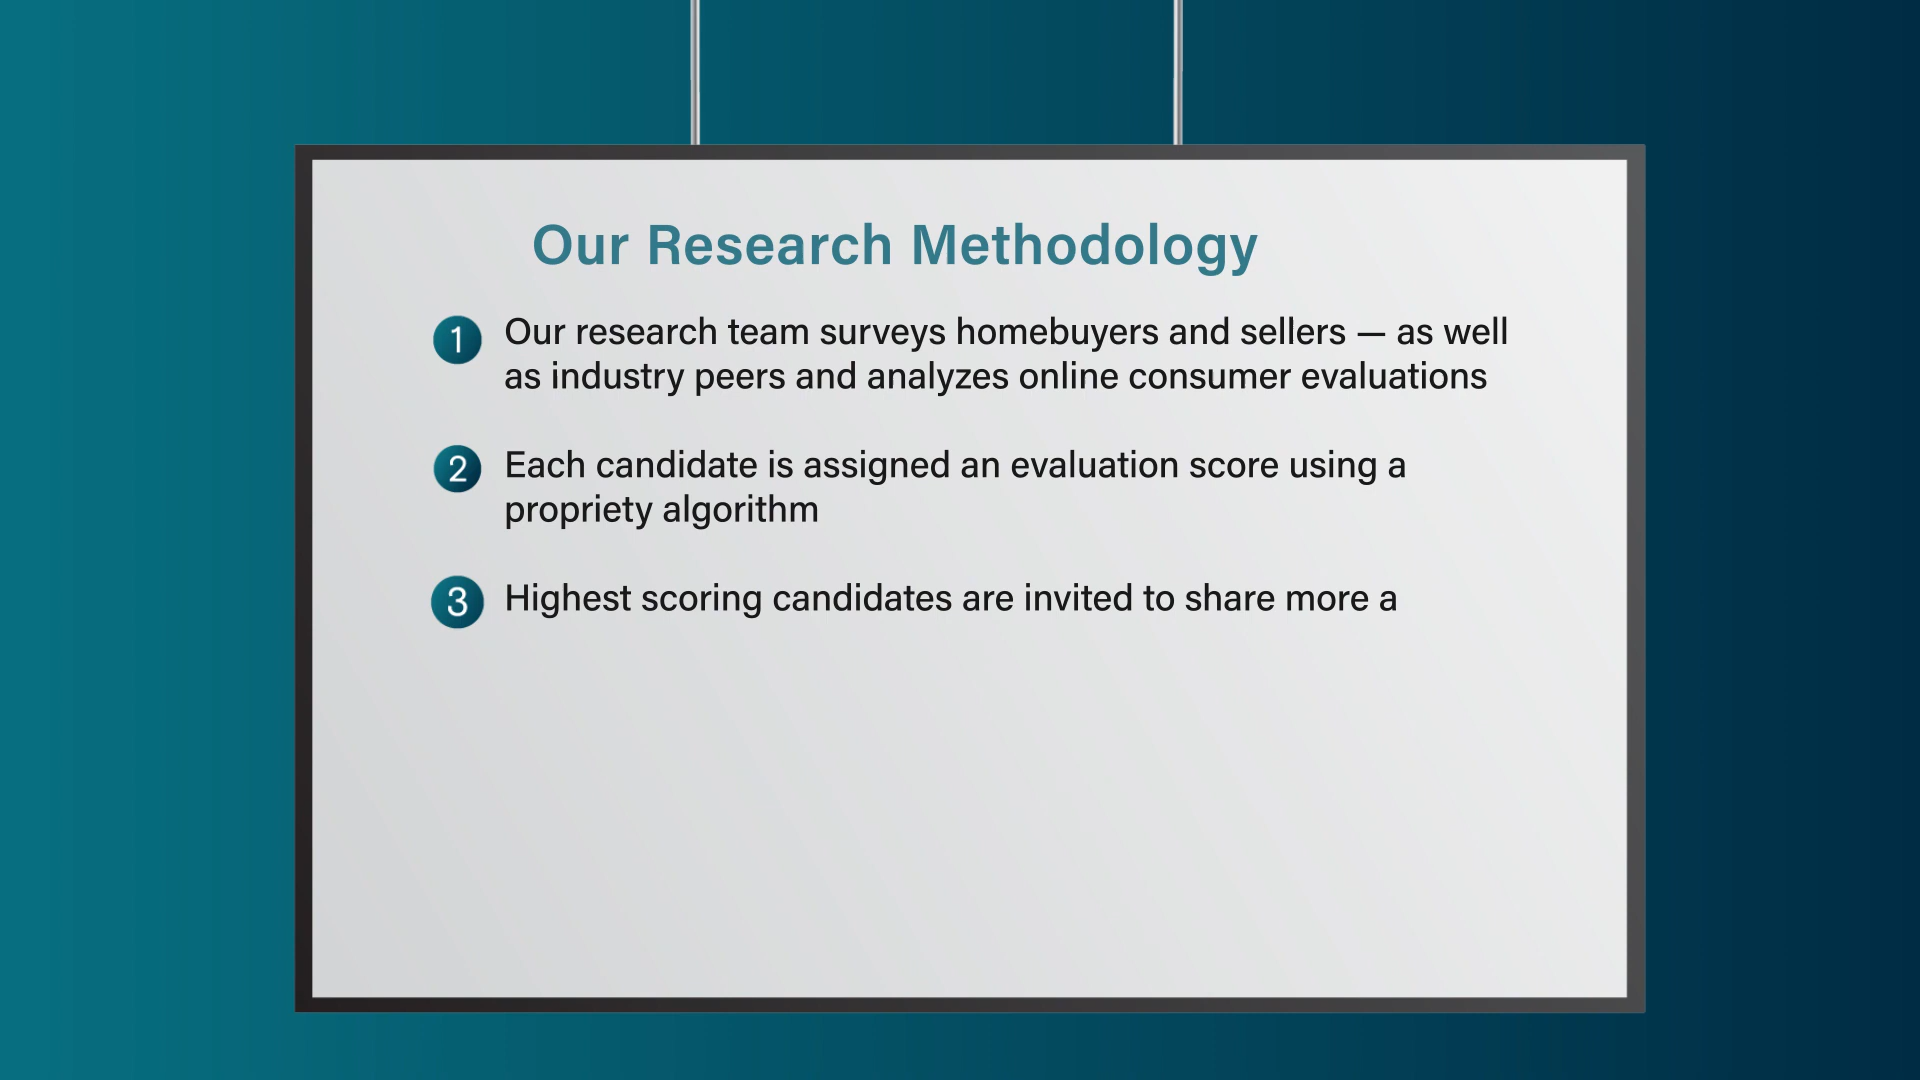 Our Research Methodology
1 Our research team surveys homebuyers and sellers — as well
as industry peers and analyzes online consumer evaluations
2 Each candidate is assigned an evaluation score using a
propriety algorithm
3 Highest scoring candidates are invited to share more a